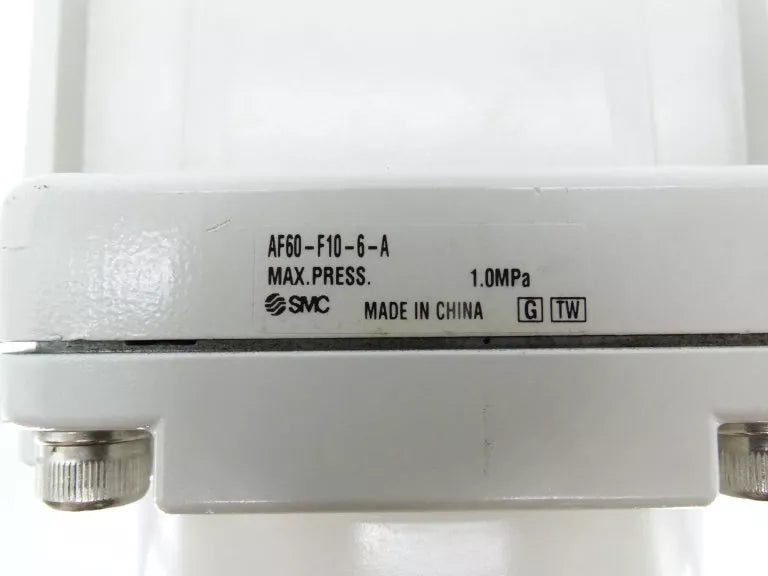 AF60-F10-6-A
MAX.PRESS. 1.0MPa
SMC MADE IN CHINA G TW